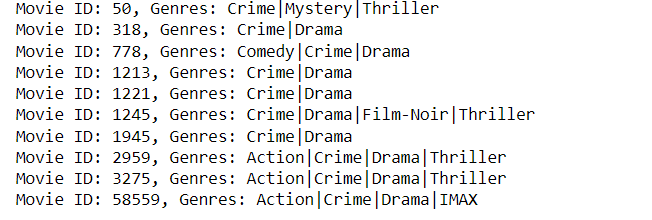 Movie ID: 50, Genres: Crime|Mystery|Thriller
Movie ID: 318, Genres: Crime|Drama
Movie ID: 778, Genres: Comedy|Crime|Drama
Movie ID: 1213, Genres: Crime|Drama
Movie ID: 1221, Genres: Crime|Drama
Movie ID: 1245, Genres: Crime|Drama|Film-Noir|Thriller
Movie ID: 1945, Genres: Crime|Drama
Movie ID: 2959, Genres: Action|Crime|Drama|Thriller
Movie ID: 3275, Genres: Action|Crime|Drama|Thriller
Movie ID: 58559, Genres: Action|Crime|Drama|IMAX